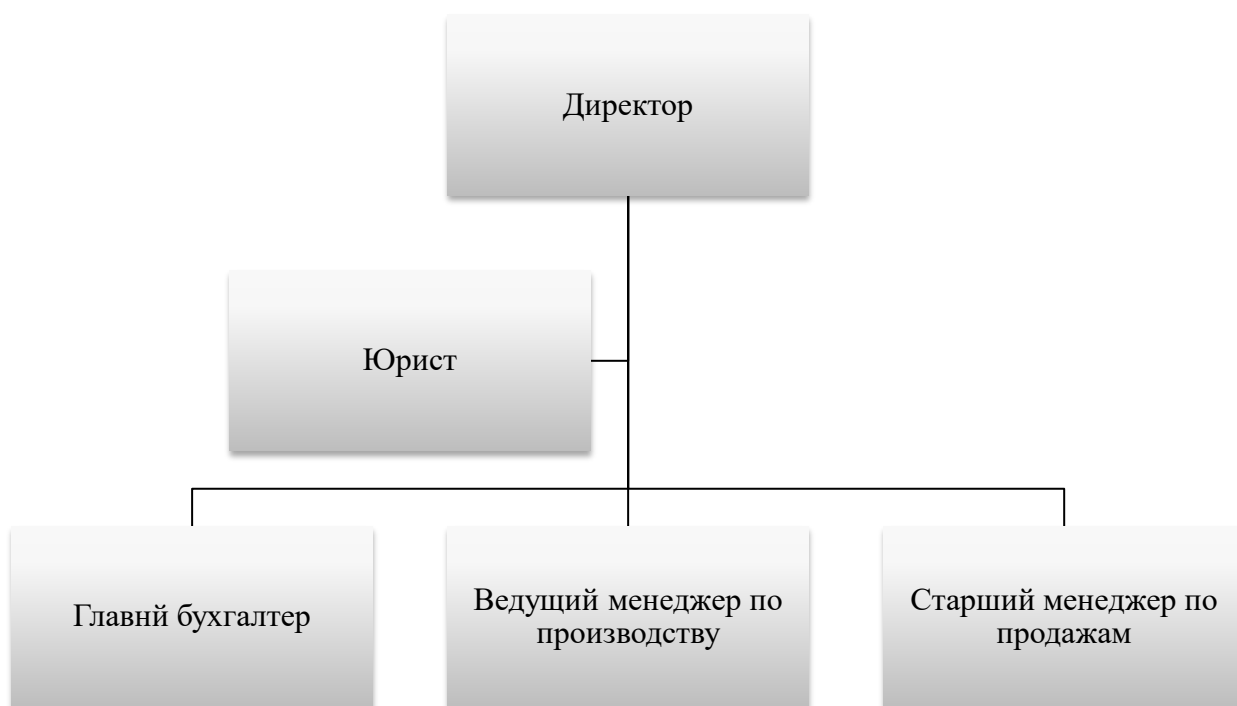 Директор
Юрист
Главнй бухгалтер
Ведущий менеджер по
производству
Старший менеджер по
продажам